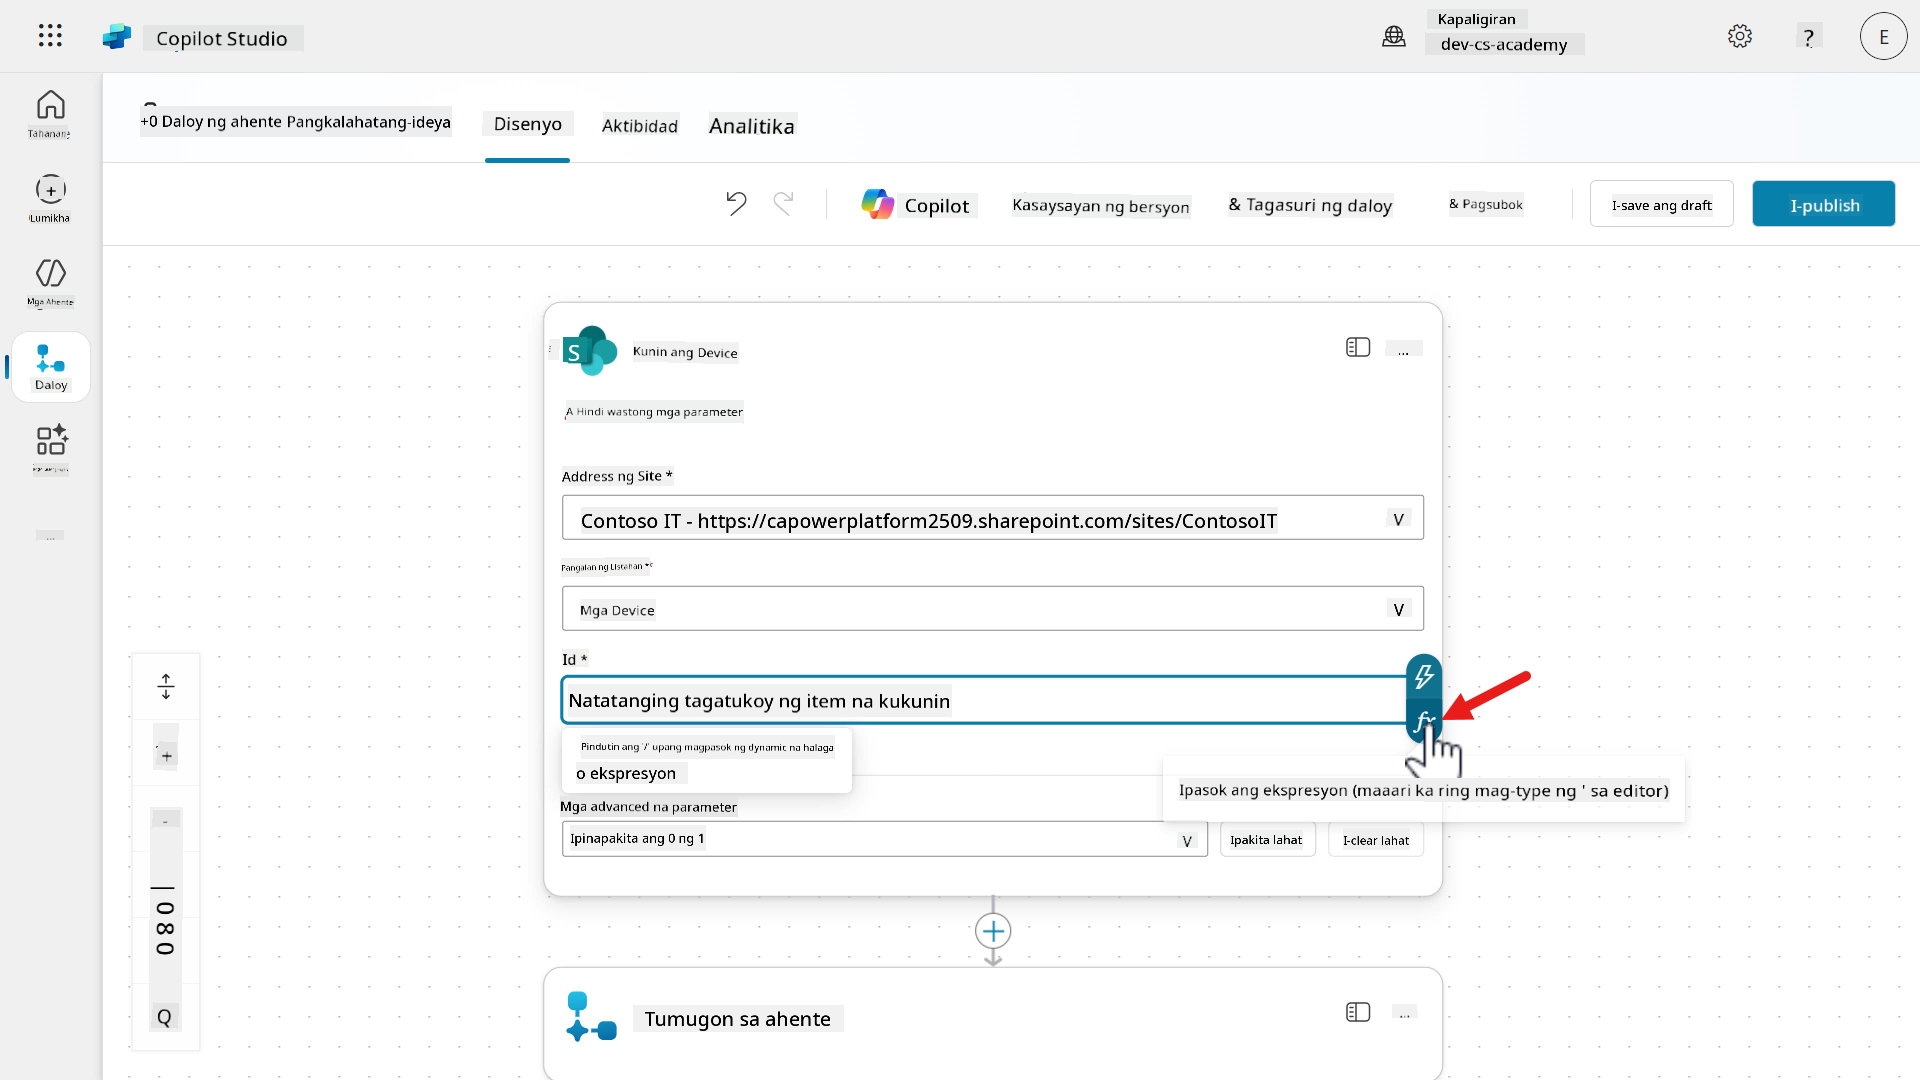 Copilot Studio
Kapaligiran
dev-cs-academy
?
E
+0 Daloy ng ahente Pangkalahatang-ideya
Disenyo
Aktibidad
Analitika
Tahanang
Lumikha
Mga Ahente
Daloy
...
Copilot
Kasaysayan ng bersyon
& Tagasuri ng daloy
& Pagsubok
I-save ang draft
I-publish
S
Kunin ang Device
...
A Hindi wastong mga parameter
Address ng Site *
Contoso IT - https://capowerplatform2509.sharepoint.com/sites/ContosoIT
V
Pangalan ng Listahan *
Mga Device
V
Id *
Natatanging tagatukoy ng item na kukunin
fx
Pindutin ang '/' upang magpasok ng dynamic na halaga
o ekspresyon
Ipasok ang ekspresyon (maaari ka ring mag-type ng ' sa editor)
Mga advanced na parameter
Ipinapakita ang 0 ng 1
V
Ipakita lahat
I-clear lahat
+
-
| 080
Q
Tumugon sa ahente
...